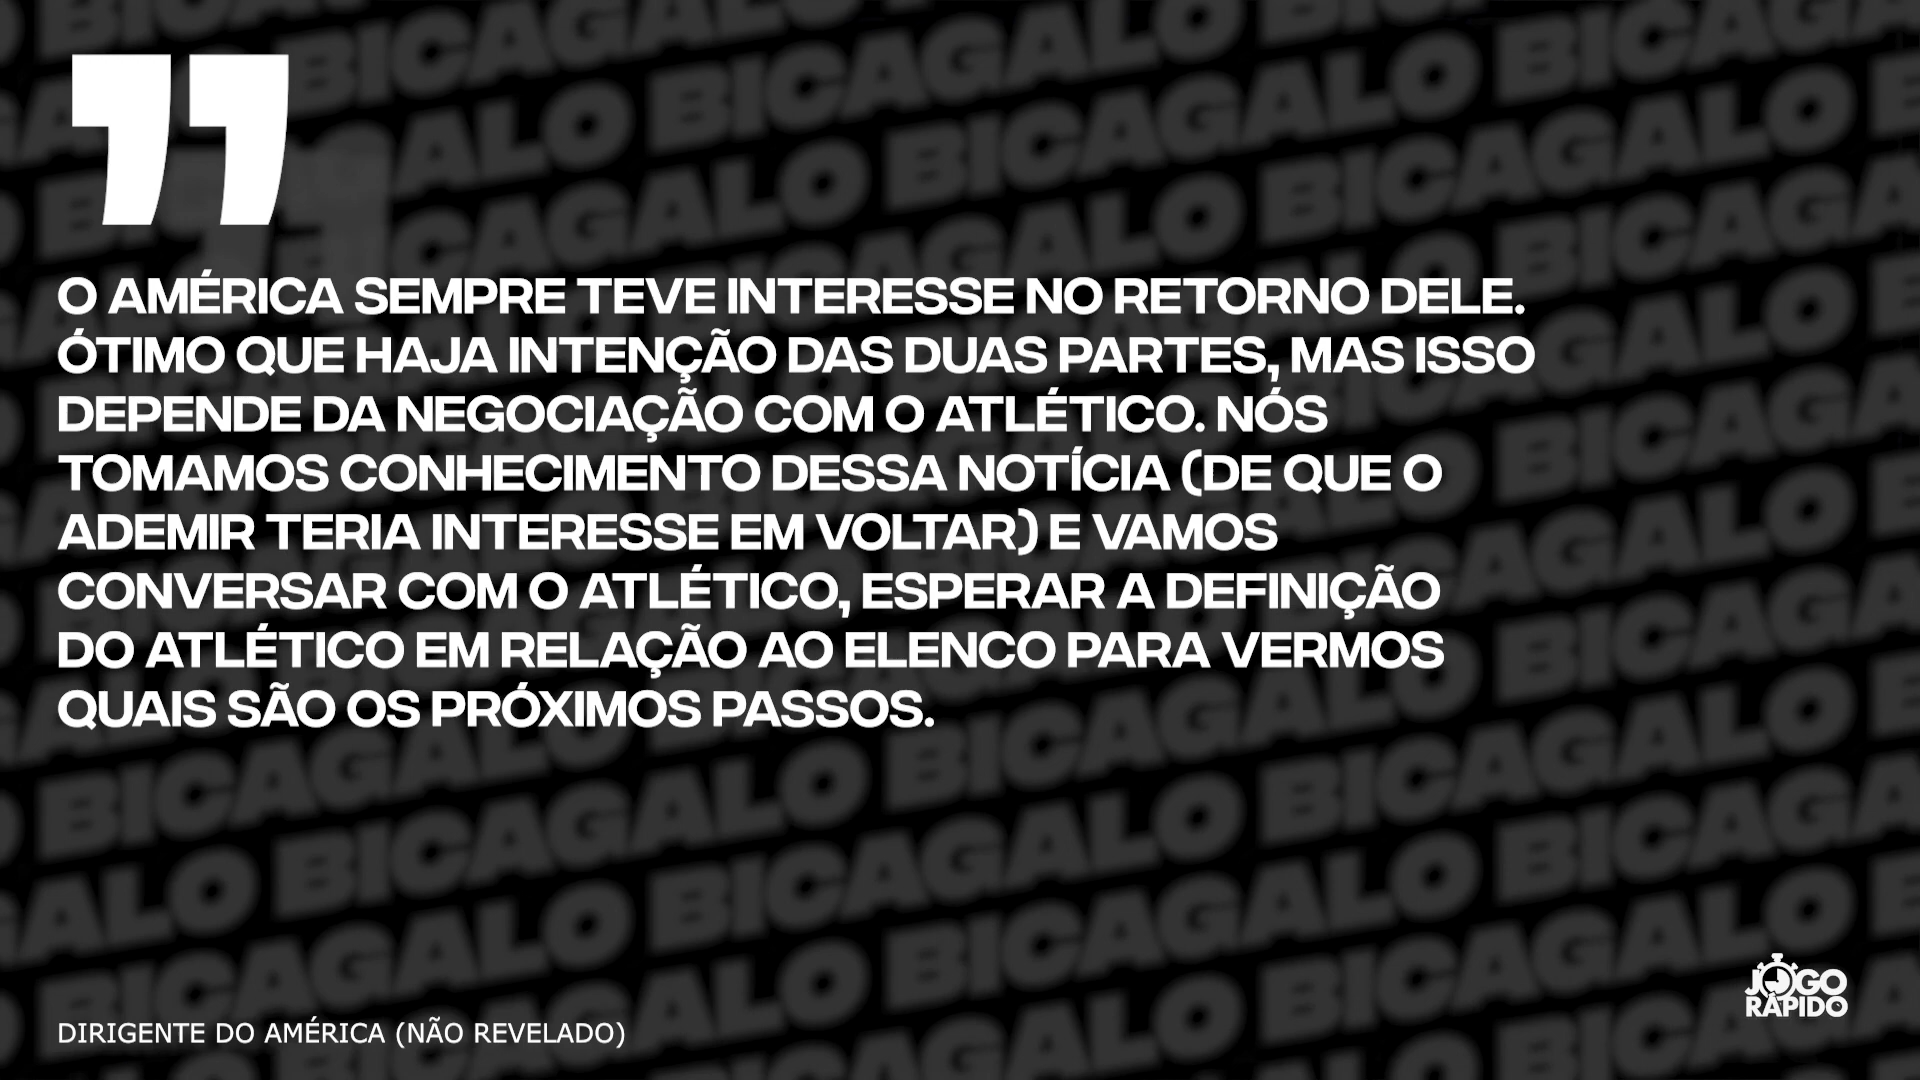 ”
O AMÉRICA SEMPRE TEVE INTERESSE NO RETORNO DELE.
ÓTIMO QUE HAJA INTENÇÃO DAS DUAS PARTES, MAS ISSO
DEPENDE DA NEGOCIAÇÃO COM O ATLÉTICO. NÓS
TOMAMOS CONHECIMENTO DESSA NOTÍCIA (DE QUE O
ADEMIR TERIA INTERESSE EM VOLTAR) E VAMOS
CONVERSAR COM O ATLÉTICO, ESPERAR A DEFINIÇÃO
DO ATLÉTICO EM RELAÇÃO AO ELENCO PARA VERMOS
QUAIS SÃO OS PRÓXIMOS PASSOS.
JOGO
RÁPIDO
DIRIGENTE DO AMÉRICA (NÃO REVELADO)